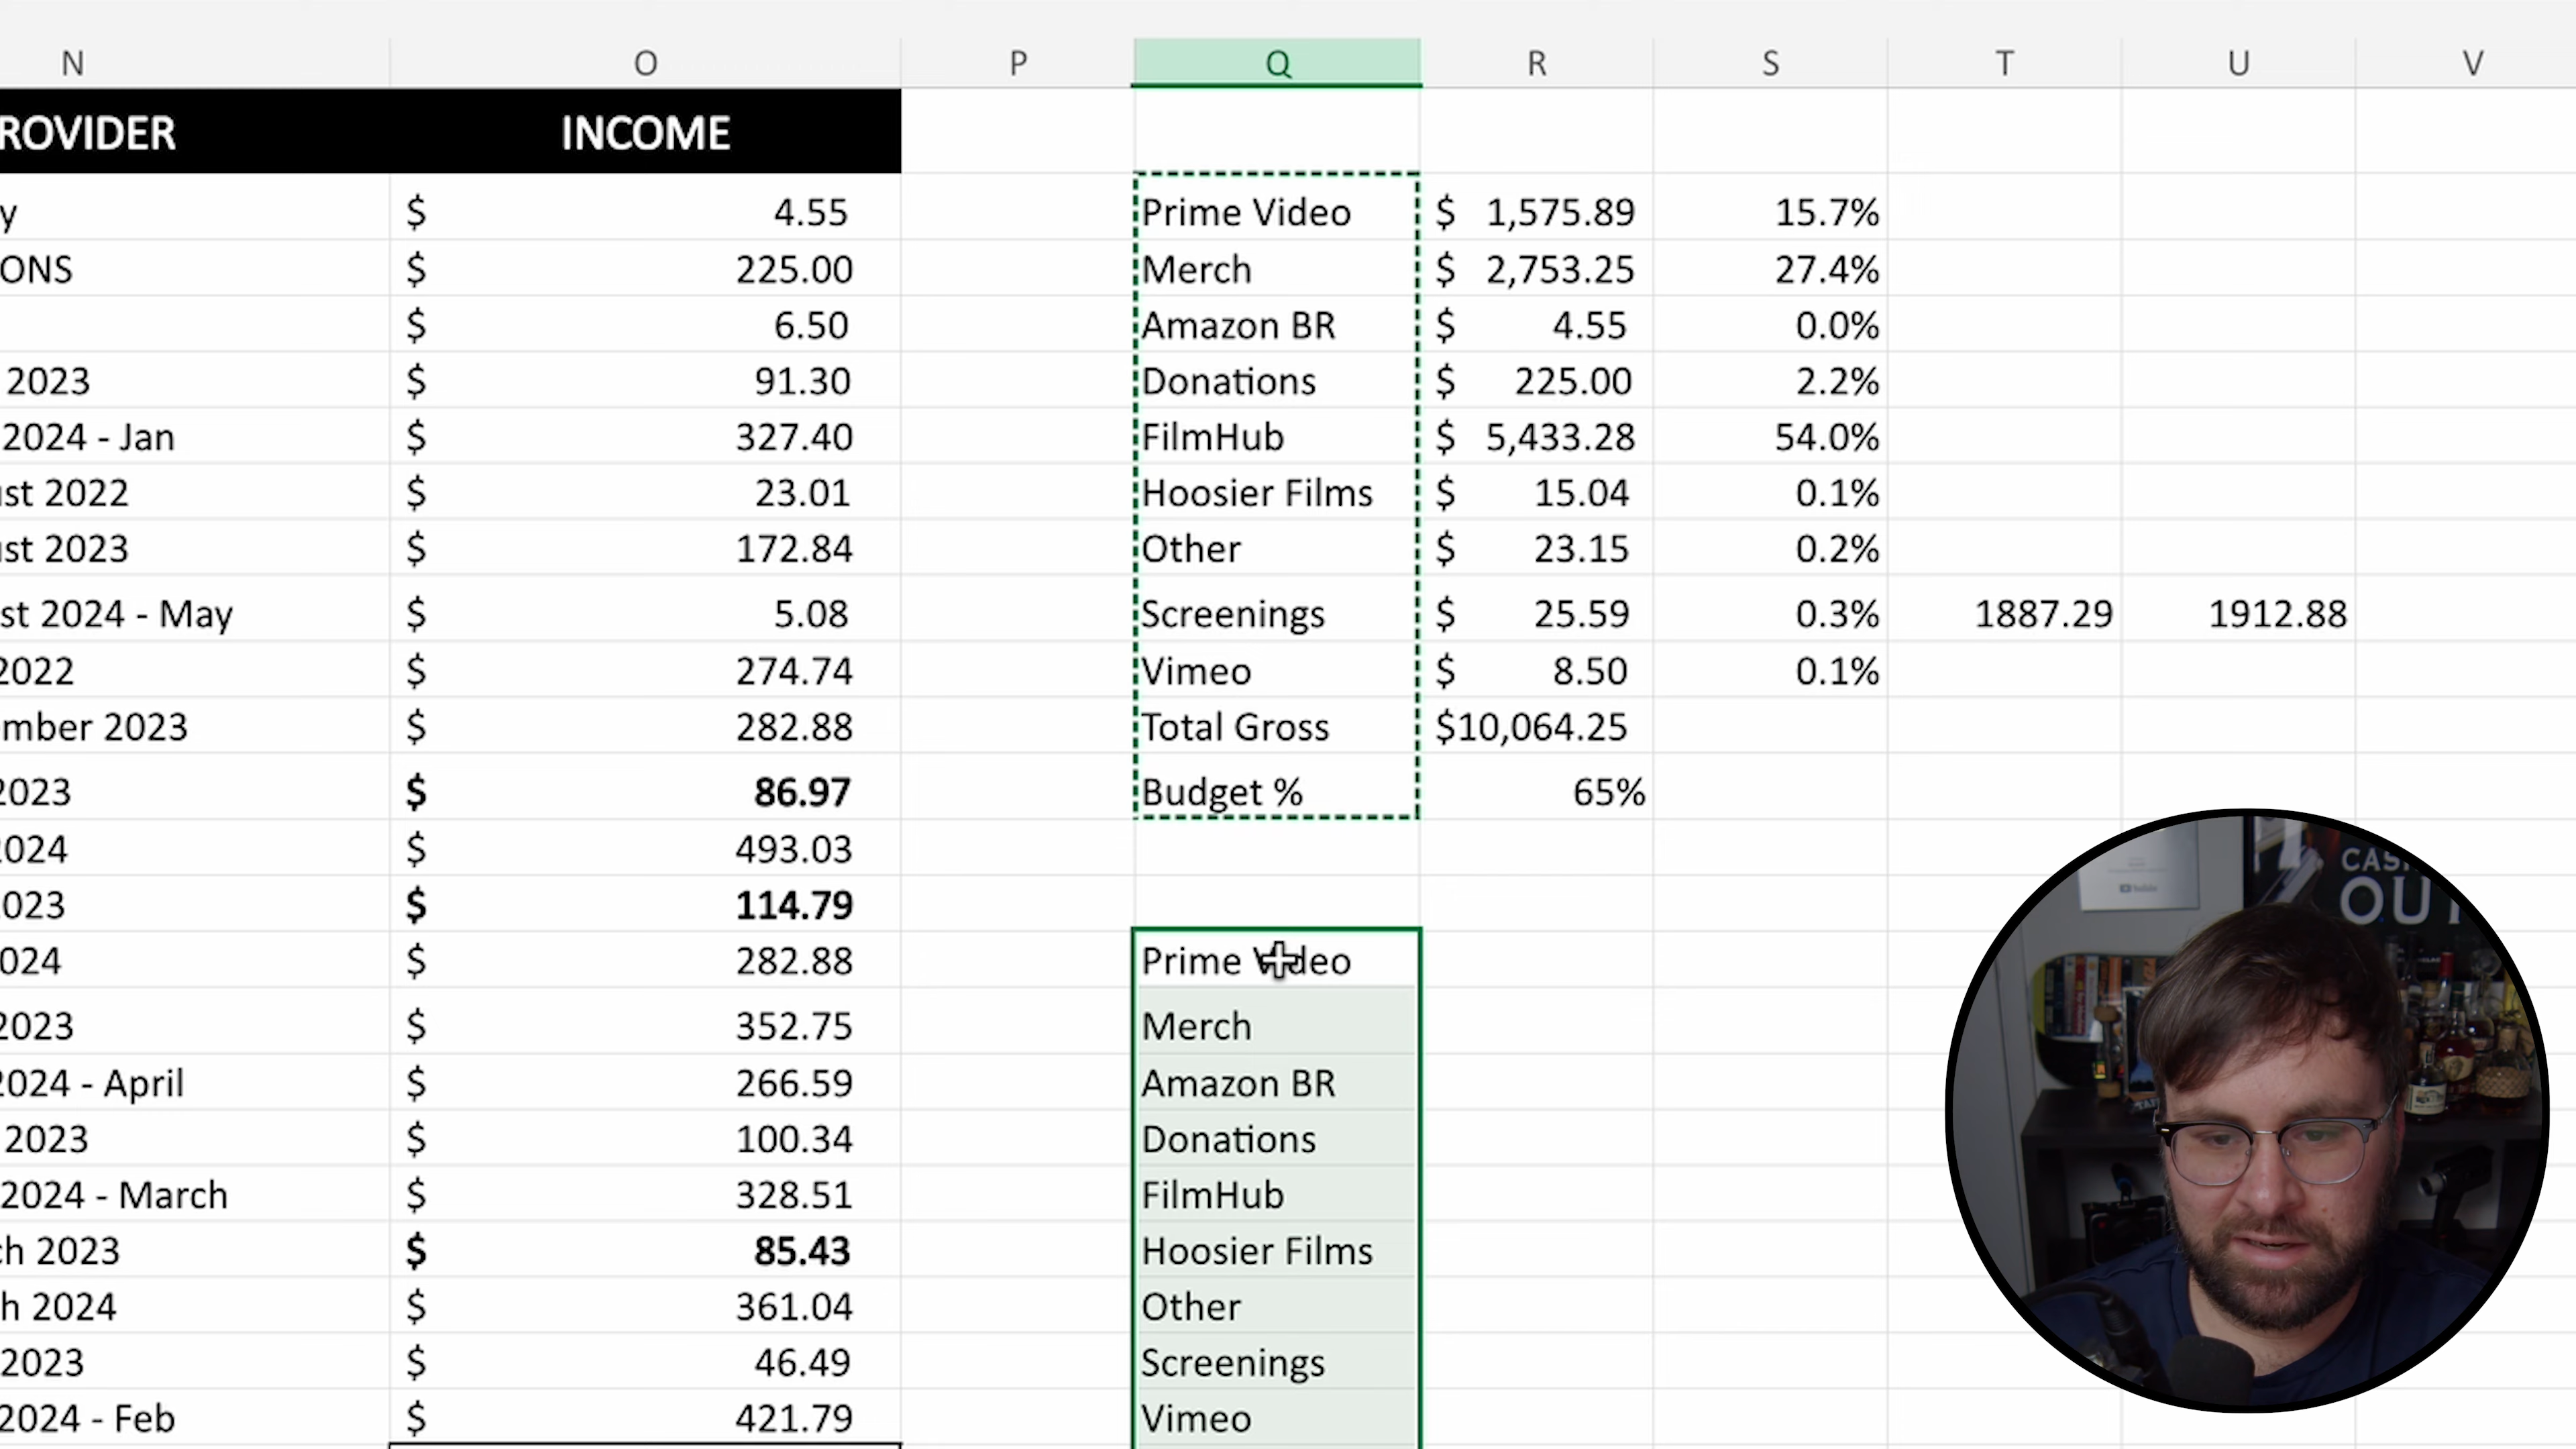 N O P Q R S T U V
ROVIDER INCOME
y $ 4.55 Prime Video $ 1,575.89 15.7%
ONS $ 225.00 Merch $ 2,753.25 27.4%
$ 6.50 Amazon BR $ 4.55 0.0%
2023 $ 91.30 Donations $ 225.00 2.2%
2024 - Jan $ 327.40 FilmHub $ 5,433.28 54.0%
ust 2022 $ 23.01 Hoosier Films $ 15.04 0.1%
ust 2023 $ 172.84 Other $ 23.15 0.2%
st 2024 - May $ 5.08 Screenings $ 25.59 0.3% 1887.29 1912.88
2022 $ 274.74 Vimeo $ 8.50 0.1%
mber 2023 $ 282.88 Total Gross $10,064.25
2023 $ 86.97 Budget % 65%
2024 $ 493.03
023 $ 114.79
024 $ 282.88 Prime Video
2023 $ 352.75 Merch
2024 - April $ 266.59 Amazon BR
2023 $ 100.34 Donations
2024 - March $ 328.51 FilmHub
ch 2023 $ 85.43 Hoosier Films
h 2024 $ 361.04 Other
2023 $ 46.49 Screenings
2024 - Feb $ 421.79 Vimeo
CAS
OUT